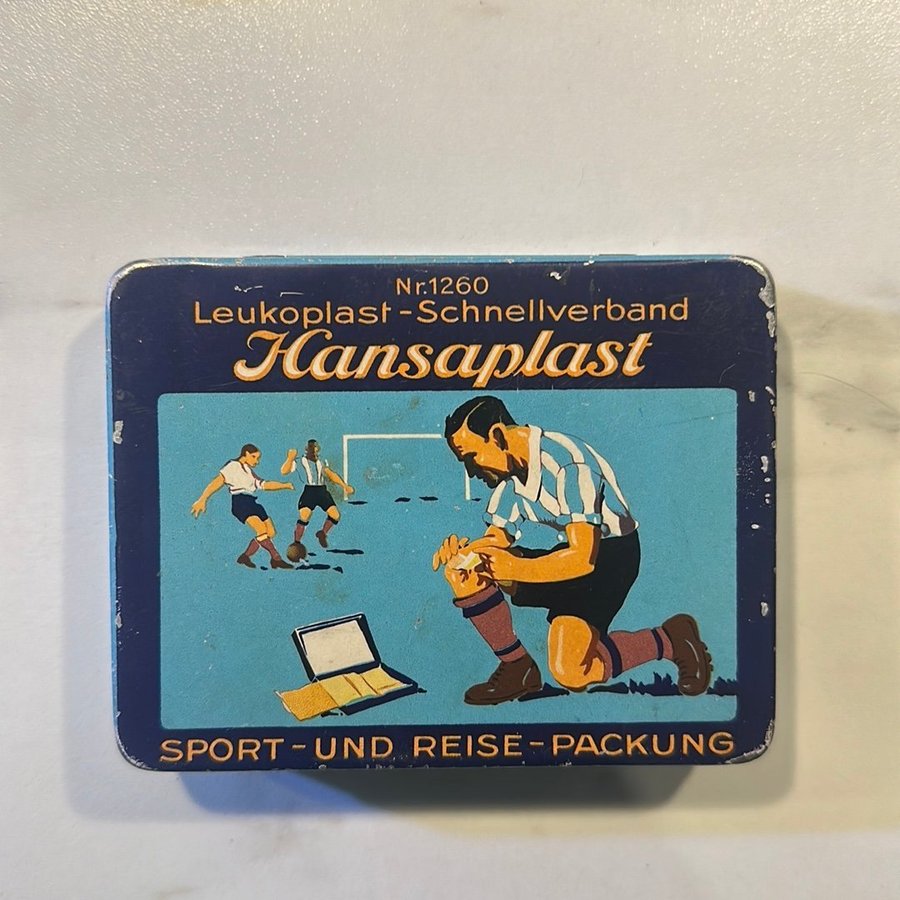 Nr.1260
Leukoplast-Schnellverband
Hansaplast
SPORT-UND REISE-PACKUNG